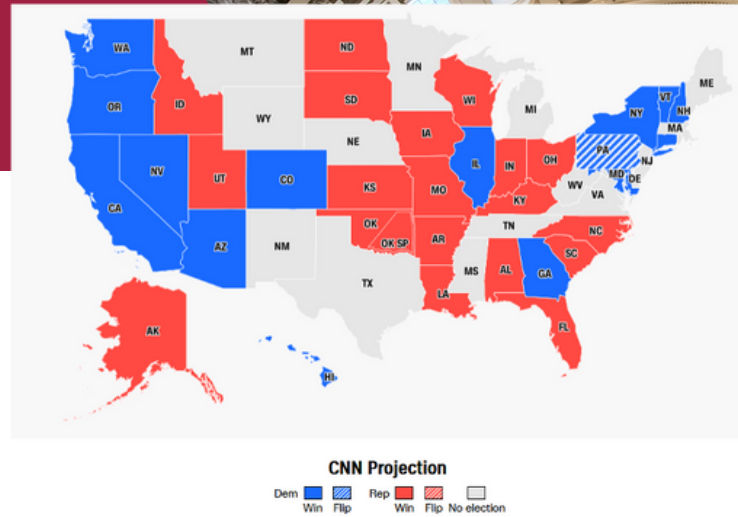 WA
ND
MT
MN
ME
VT
OR
ID
WI
NY
NH
SD
MI
MA
WY
IA
PA
NE
NJ
NV
IL
IN
OH
MD
DE
UT
CO
WV
KS
MO
VA
CA
KY
OK
TN
NC
AZ
NM
OK SP
AR
SC
MS
AL
GA
TX
LA
AK
FL
HI
CNN Projection
Dem Win Flip Rep Win Flip No election